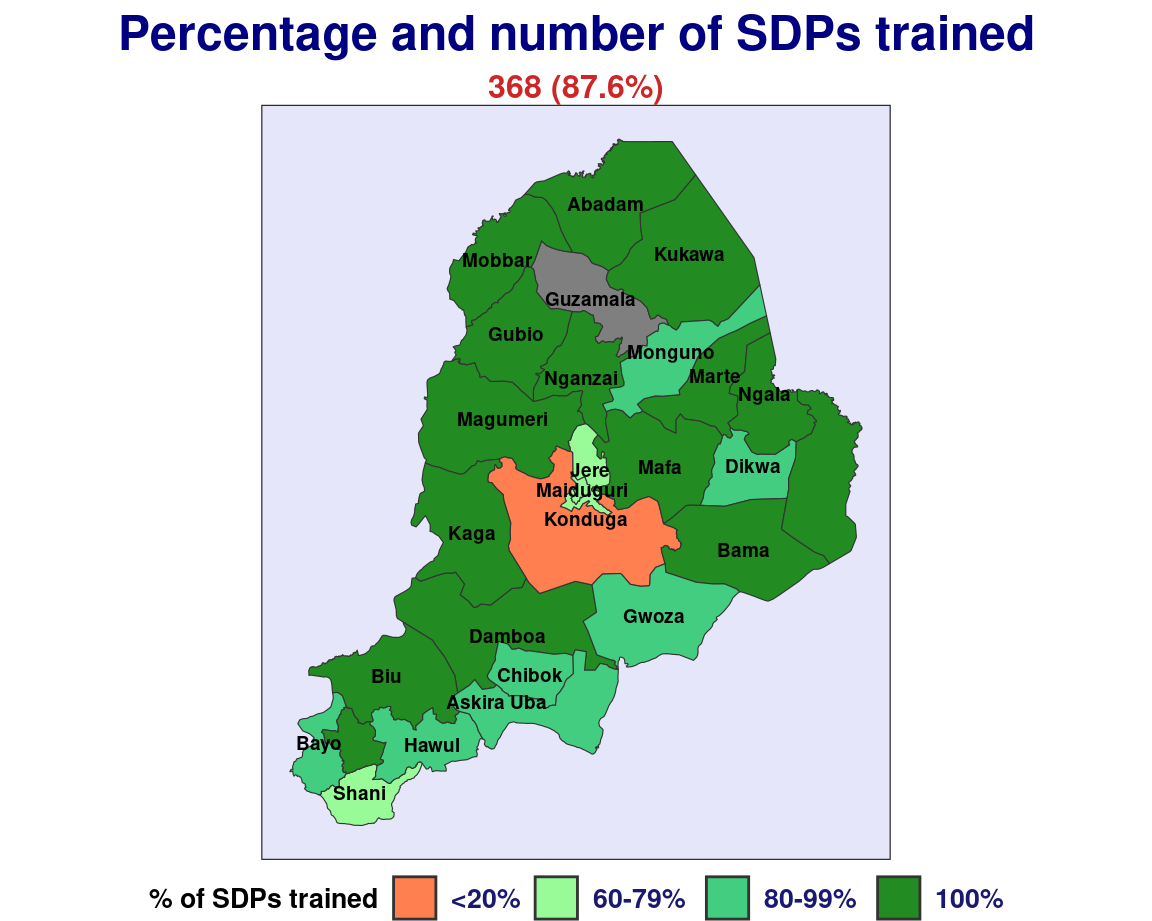 Percentage and number of SDPs trained
368 (87.6%)
Abadam
Kukawa
Mobbar
Guzamala
Gubio
Monguno
Marte
Nganzai
Ngala
Magumeri
Jere
Mafa
Dikwa
Maiduguri
Konduga
Kaga
Bama
Gwoza
Damboa
Biu
Chibok
Askira Uba
Bayo
Hawul
Shani
% of SDPs trained <20% 60-79% 80-99% 100%